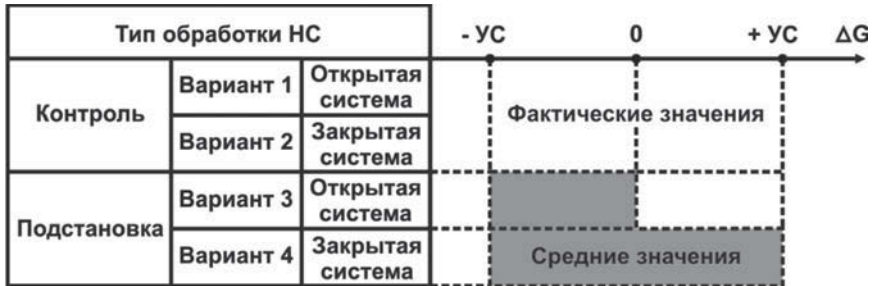 Тип обработки НС - УС 0 + УС ΔG
Контроль
Вариант 1
Открытая
система
Вариант 2
Закрытая
система
Фактические значения
Подстановка
Вариант 3
Открытая
система
Вариант 4
Закрытая
система
Средние значения